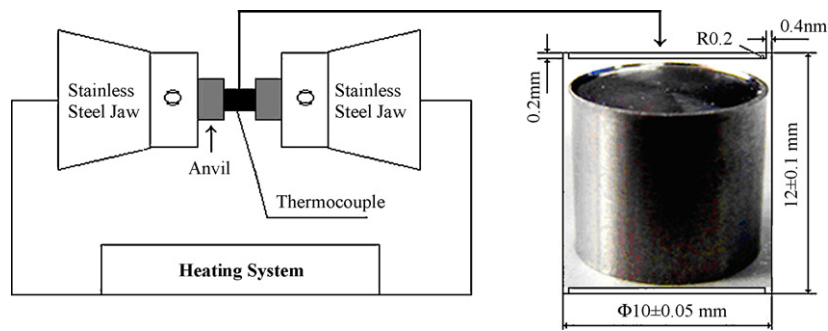 Stainless
Steel Jaw
Stainless
Steel Jaw
Anvil
Thermocouple
Heating System
0.4nm
R0.2
0.2mm
12±0.1 mm
Φ10±0.05 mm